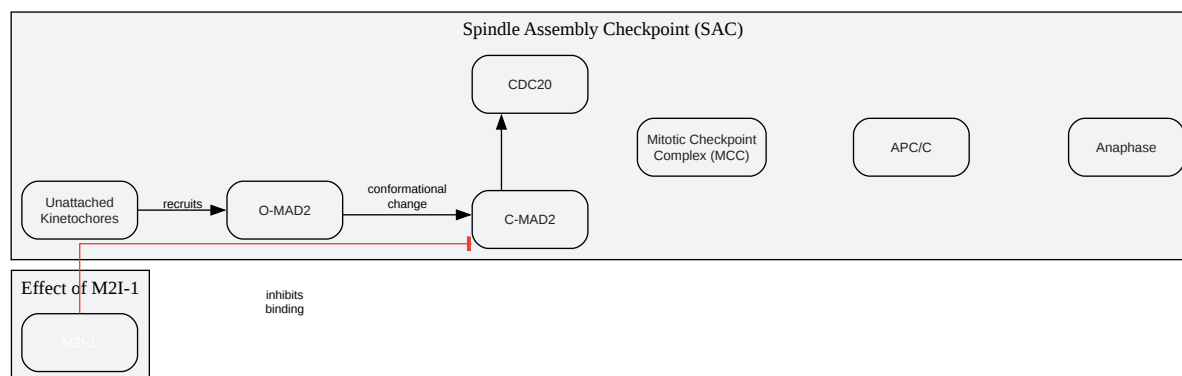 Spindle Assembly Checkpoint (SAC)
CDC20
Mitotic Checkpoint
Complex (MCC)
APC/C
Anaphase
Unattached
Kinetochores
recruits
O-MAD2
conformational
change
C-MAD2
Effect of M2I-1
inhibits
binding
M2I-1